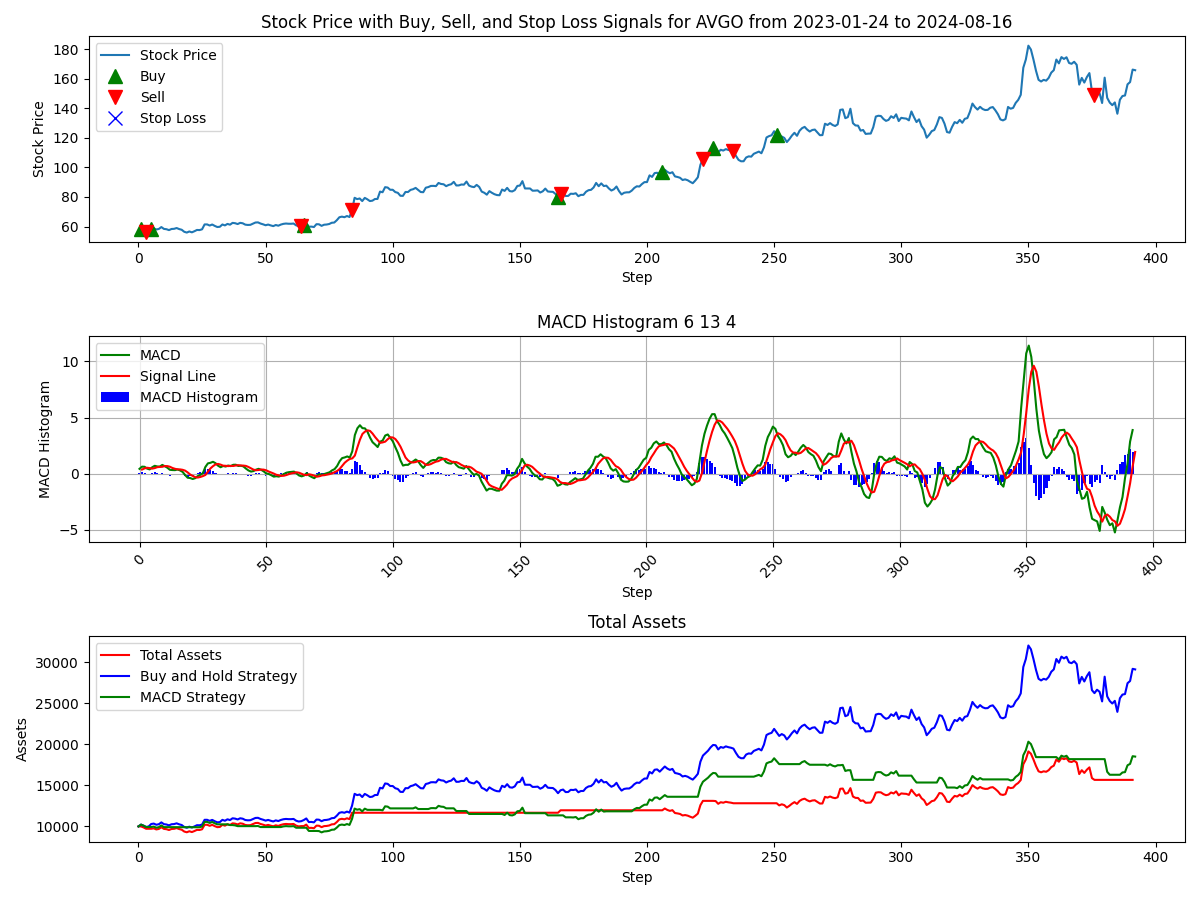 Stock Price with Buy, Sell, and Stop Loss Signals for AVGO from 2023-01-24 to 2024-08-16
Stock Price
180
160
140
120
100
80
60
Stock Price
Buy
Sell
Stop Loss
0 50 100 150 200 250 300 350 400
Step
MACD Histogram 6 13 4
MACD Histogram
10
5
0
−5
MACD
Signal Line
MACD Histogram
0 50 100 150 200 250 300 350 400
Step
Total Assets
Assets
30000
25000
20000
15000
10000
Total Assets
Buy and Hold Strategy
MACD Strategy
0 50 100 150 200 250 300 350 400
Step